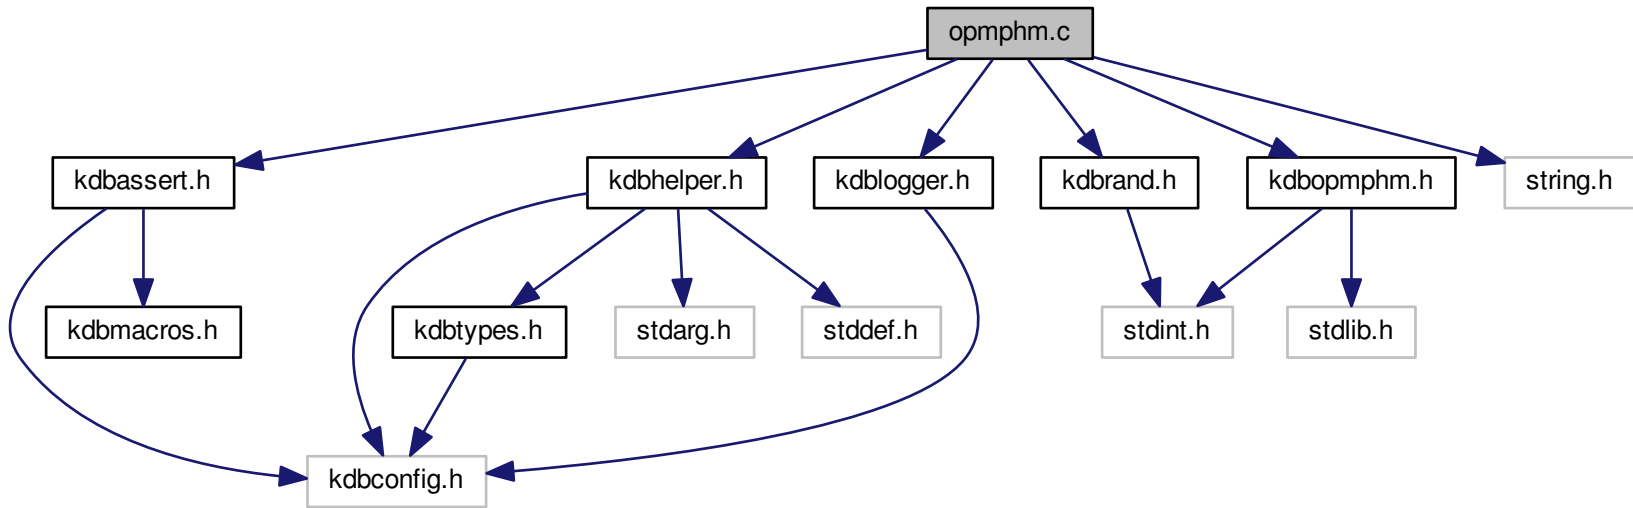 opmphm.c
kdbassert.h
kdbhelper.h
kdblogger.h
kdbrand.h
kdbopmphm.h
string.h
kdbmacros.h
kdbtypes.h
stdarg.h
stddef.h
stdint.h
stdlib.h
kdbconfig.h